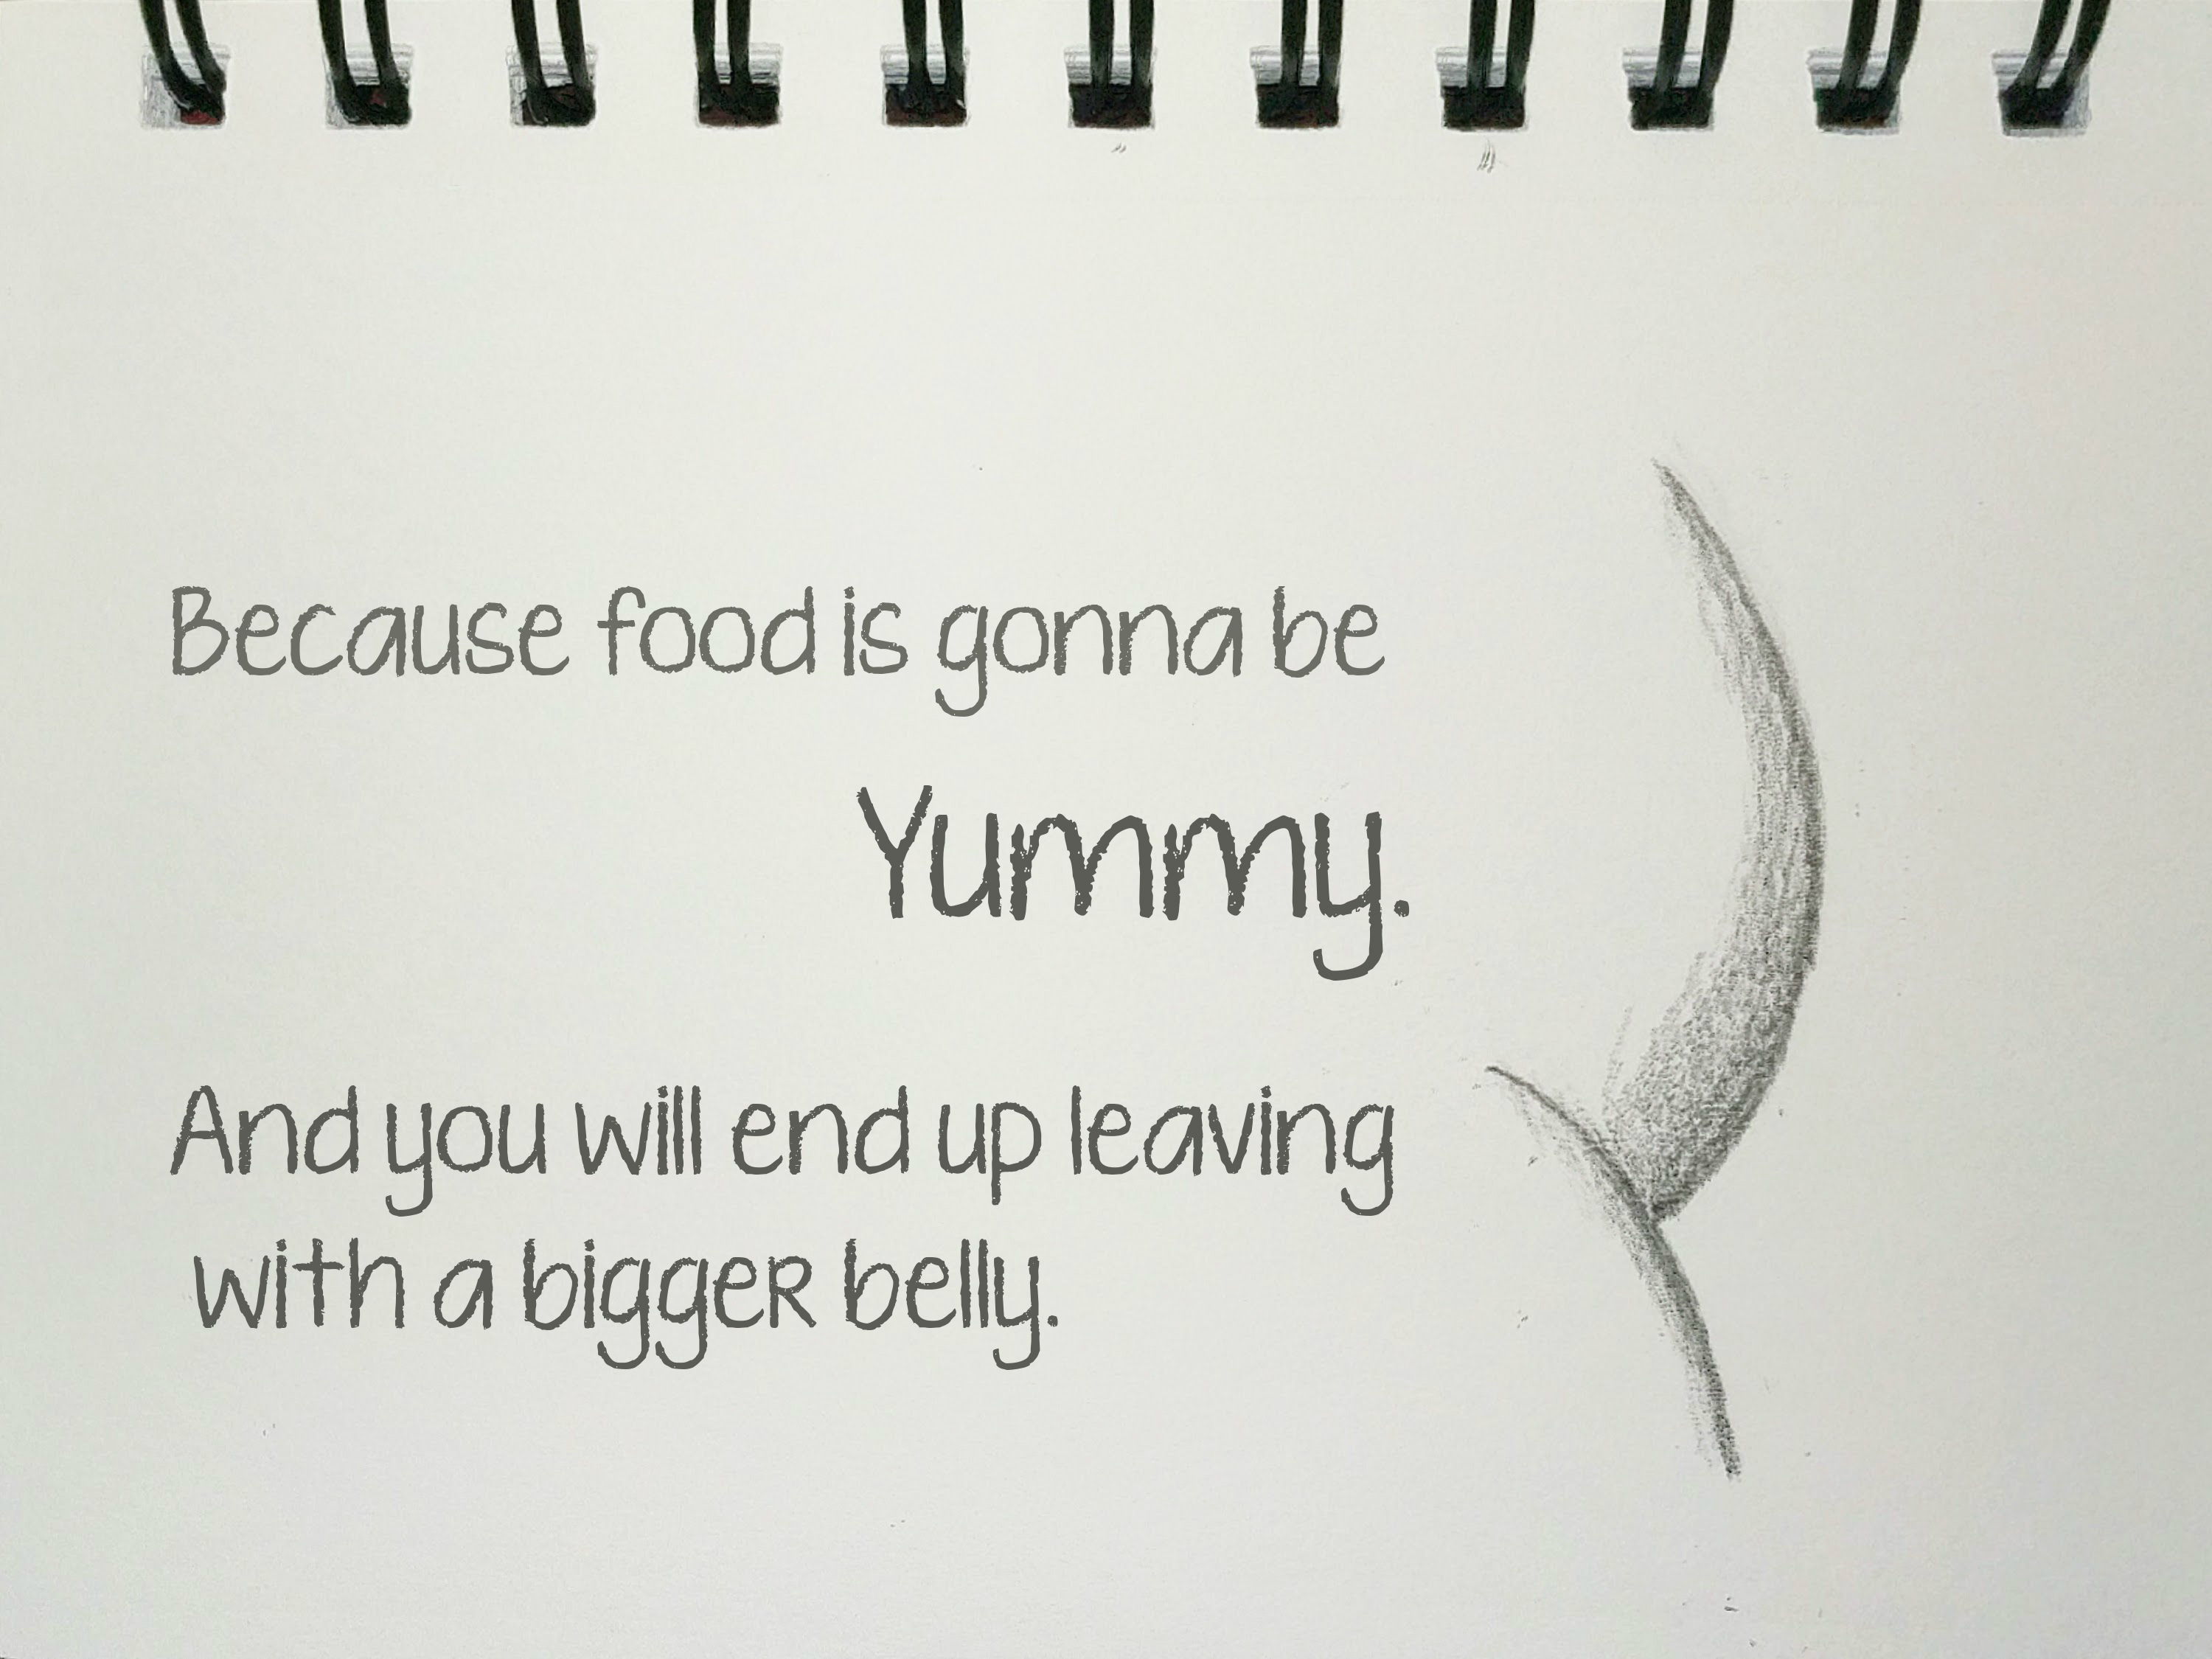 Because food is gonna be
Yummy.
And you will end up leaving
with a bigger belly.